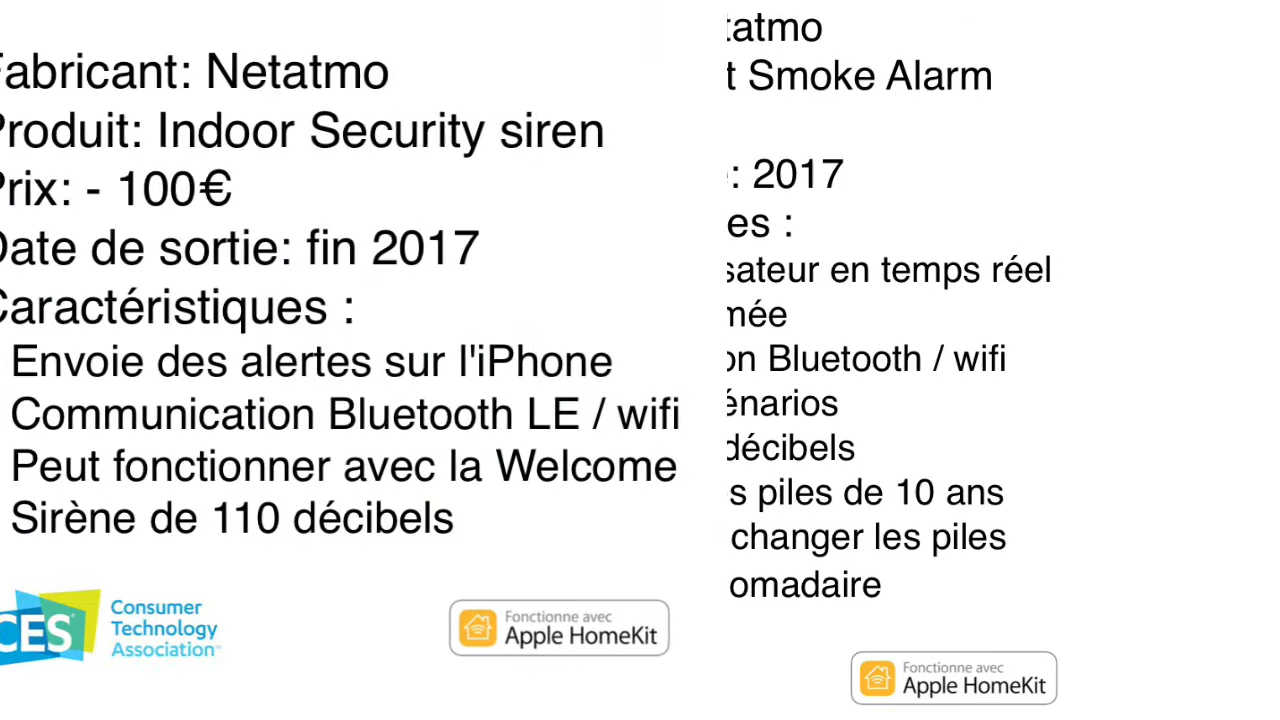 Fabricant: Netatmo
Produit: Indoor Security siren
Prix: - 100€
Date de sortie: fin 2017
Caractéristiques :
Envoie des alertes sur l'iPhone
Communication Bluetooth LE / wifi
Peut fonctionner avec la Welcome
Sirène de 110 décibels
CES
Consumer
Technology
Association™
Fonctionne avec
Apple HomeKit
tatmo
t Smoke Alarm
: 2017
es :
sateur en temps réel
mée
on Bluetooth / wifi
énarios
décibels
s piles de 10 ans
changer les piles
omadaire
Fonctionne avec
Apple HomeKit